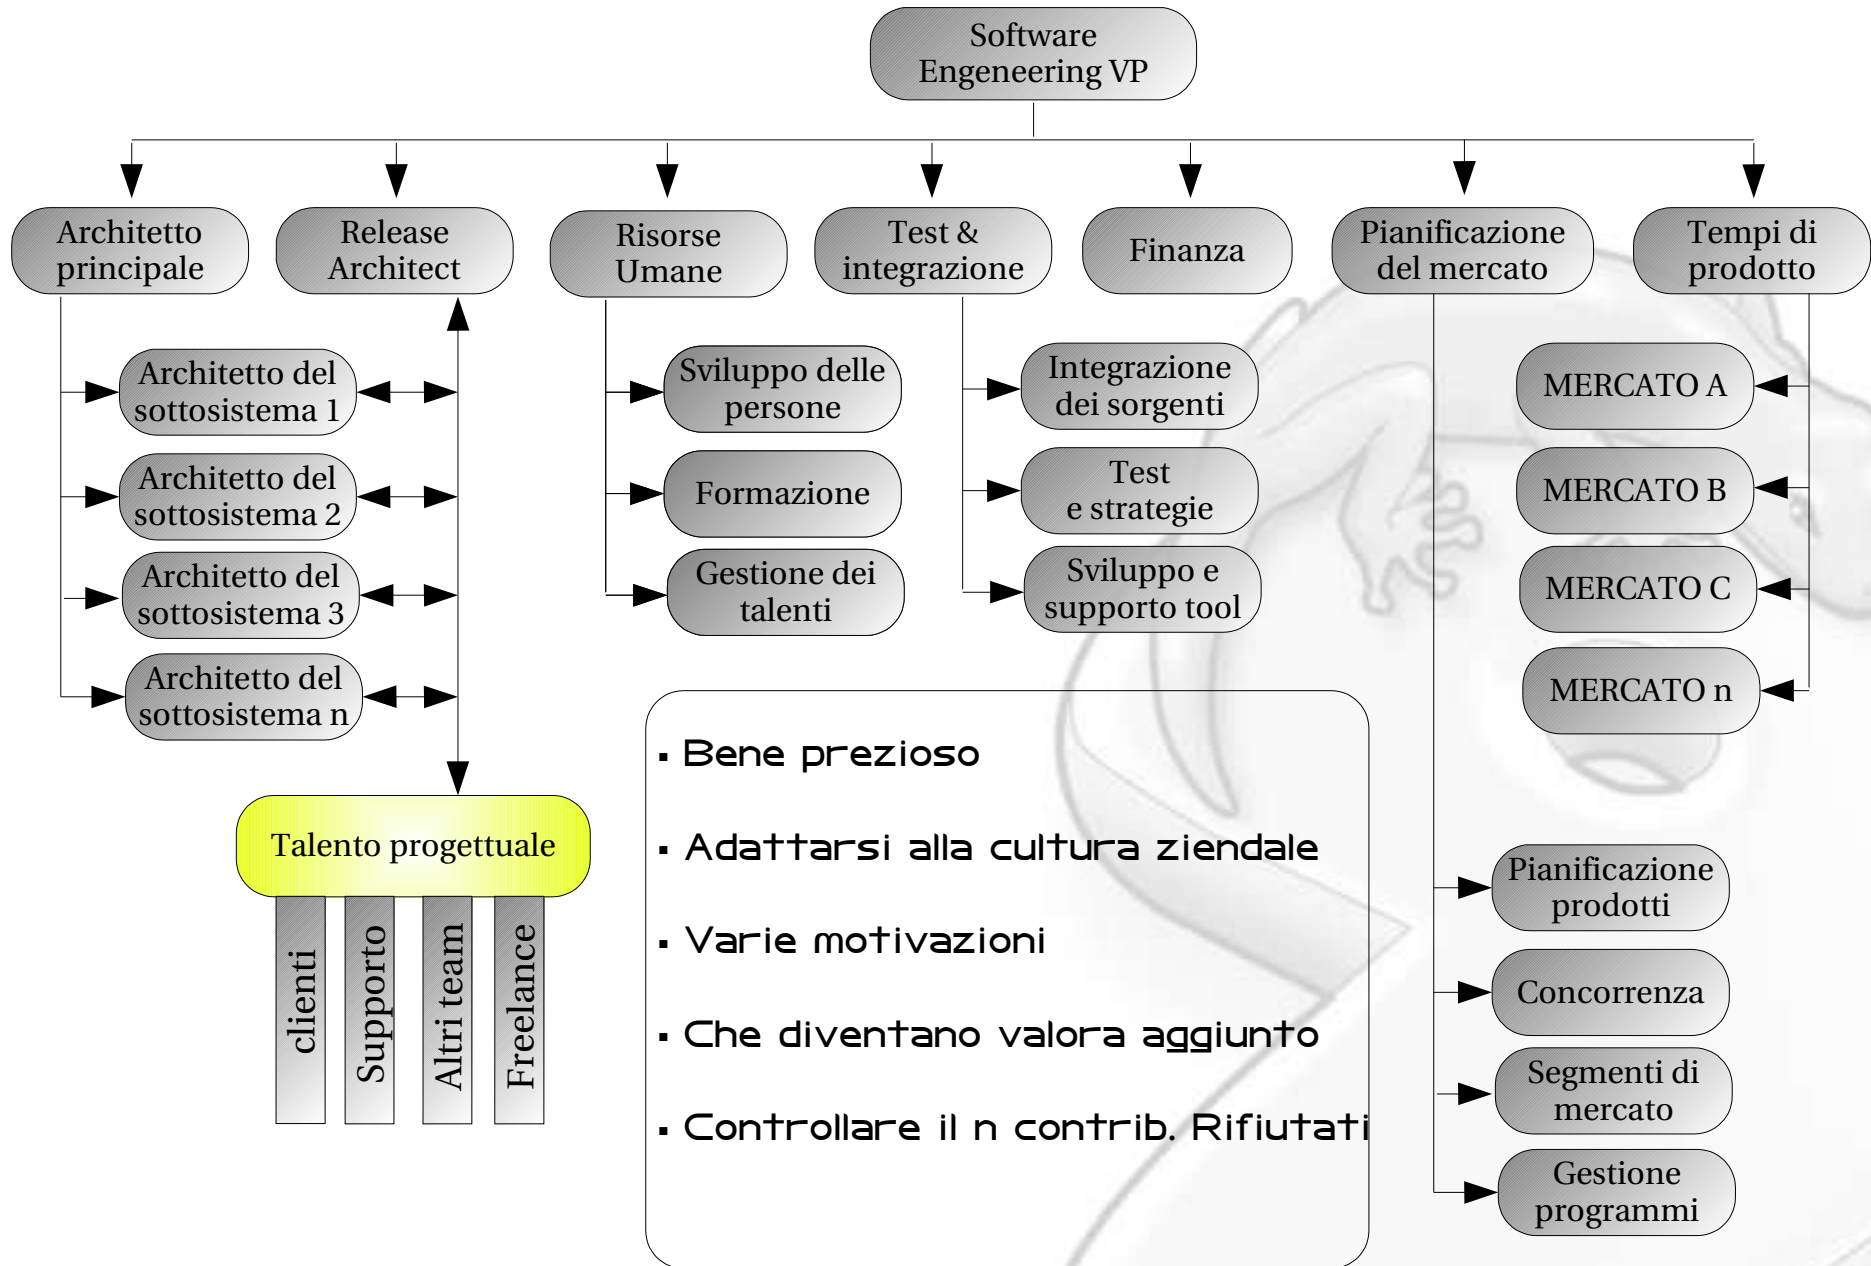 Software
Engeneering VP
Architetto
principale
Release
Architect
Risorse
Umane
Test &
integrazione
Finanza
Pianificazione
del mercato
Tempi di
prodotto
Architetto del
sottosistema 1
Architetto del
sottosistema 2
Architetto del
sottosistema 3
Architetto del
sottosistema n
Sviluppo delle
persone
Formazione
Gestione dei
talenti
Integrazione
dei sorgenti
Test
e strategie
Sviluppo e
supporto tool
MERCATO A
MERCATO B
MERCATO C
MERCATO n
Talento progettuale
clienti
Supporto
Altri team
Freelance
▪ Bene prezioso
▪ Adattarsi alla cultura ziendale
▪ Varie motivazioni
▪ Che diventano valora aggiunto
▪ Controllare il n contrib. Rifiutati
Pianificazione
prodotti
Concorrenza
Segmenti di
mercato
Gestione
programmi